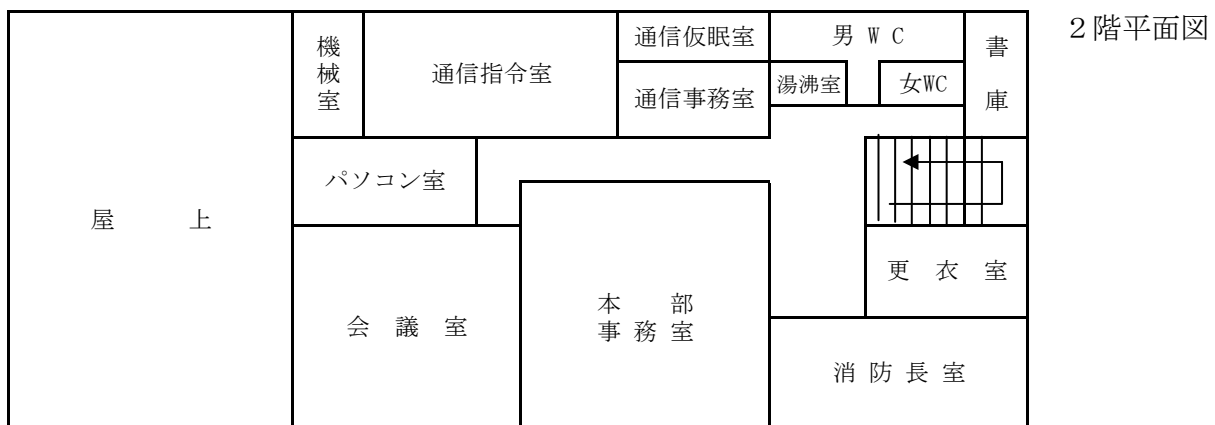 ２階平面図
機械室
通信指令室
通信仮眠室
男 W C
書庫
通信事務室
湯沸室
女WC
パソコン室
屋　　上
更　衣　室
会　議　室
本　　部
事 務 室
消 防 長 室